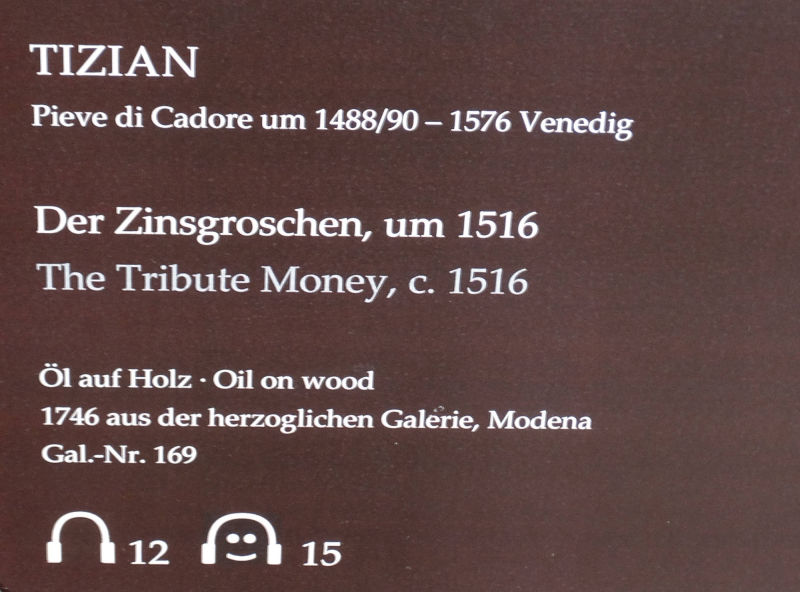 TIZIAN
Pieve di Cadore um 1488/90 – 1576 Venedig
Der Zinsgroschen, um 1516
The Tribute Money, c. 1516
Öl auf Holz · Oil on wood
1746 aus der herzoglichen Galerie, Modena
Gal.-Nr. 169
12 15